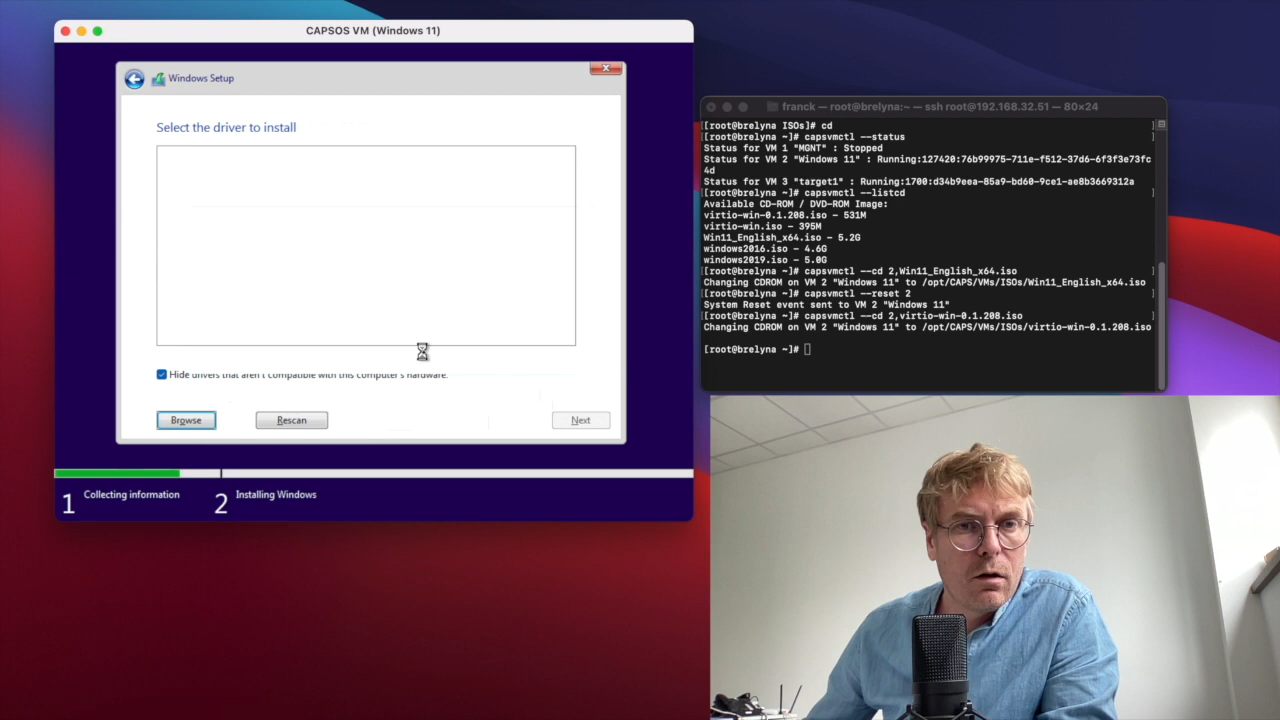 CAPSOS VM (Windows 11)
Windows Setup
Select the driver to install
Hide drivers that aren't compatible with this computer's hardware.
Browse
Rescan
Next
1 Collecting information
2 Installing Windows
franck — root@brelyna:~ — ssh root@192.168.32.51 — 80×24
[[root@brelyna ISOs]# cd ]
[[root@brelyna ~]# capsvmctl --status ]
Status for VM 1 "MGNT" : Stopped
Status for VM 2 "Windows 11" : Running:127420:76b99975-711e-f512-37d6-6f3f3e73fc
4d
Status for VM 3 "target1" : Running:1700:d34b9eea-85a9-bd60-9ce1-ae8b3669312a
[[root@brelyna ~]# capsvmctl --listcd ]
Available CD-ROM / DVD-ROM Image:
virtio-win-0.1.208.iso - 531M
virtio-win.iso - 395M
Win11_English_x64.iso - 5.2G
windows2016.iso - 4.6G
windows2019.iso - 5.0G
[[root@brelyna ~]# capsvmctl --cd 2,Win11_English_x64.iso ]
Changing CDROM on VM 2 "Windows 11" to /opt/CAPS/VMs/ISOs/Win11_English_x64.iso
[[root@brelyna ~]# capsvmctl --reset 2 ]
System Reset event sent to VM 2 "Windows 11"
[[root@brelyna ~]# capsvmctl --cd 2,virtio-win-0.1.208.iso ]
Changing CDROM on VM 2 "Windows 11" to /opt/CAPS/VMs/ISOs/virtio-win-0.1.208.iso
[root@brelyna ~]#